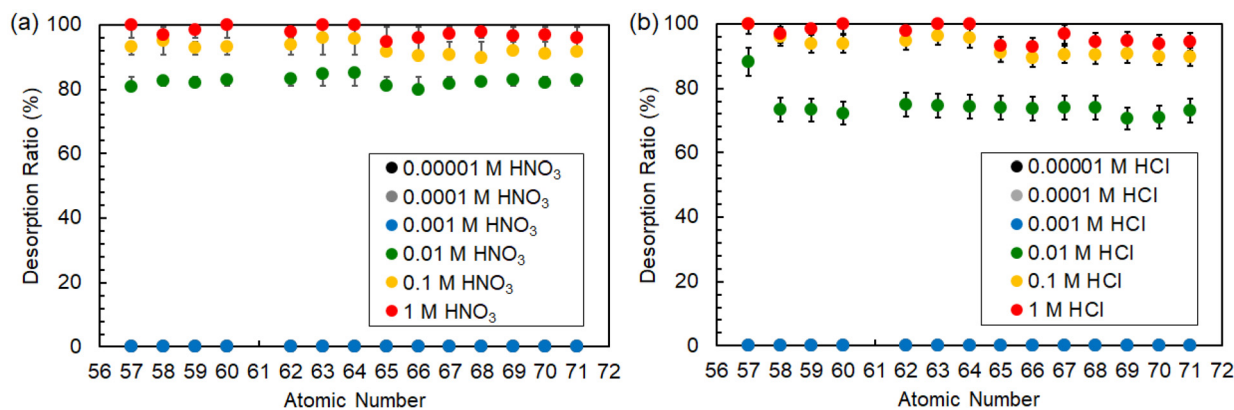 (a)
Desorption Ratio (%)
100
80
60
40
20
0
0.00001 M HNO3
0.0001 M HNO3
0.001 M HNO3
0.01 M HNO3
0.1 M HNO3
1 M HNO3
56 57 58 59 60 61 62 63 64 65 66 67 68 69 70 71 72
Atomic Number
(b)
Desorption Ratio (%)
100
80
60
40
20
0
0.00001 M HCl
0.0001 M HCl
0.001 M HCl
0.01 M HCl
0.1 M HCl
1 M HCl
56 57 58 59 60 61 62 63 64 65 66 67 68 69 70 71 72
Atomic Number